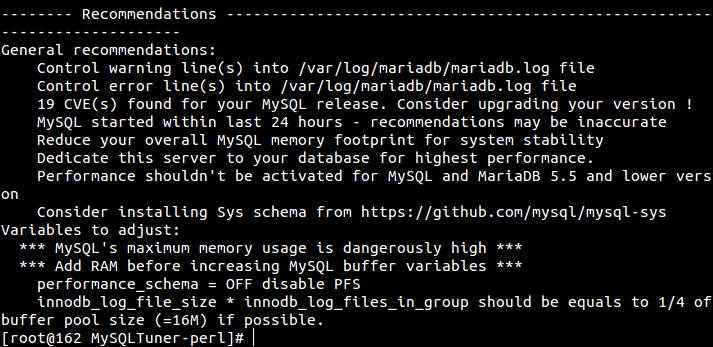 -------- Recommendations ------------------------------------------------------
--------------------
General recommendations:
    Control warning line(s) into /var/log/mariadb/mariadb.log file
    Control error line(s) into /var/log/mariadb/mariadb.log file
    19 CVE(s) found for your MySQL release. Consider upgrading your version !
    MySQL started within last 24 hours - recommendations may be inaccurate
    Reduce your overall MySQL memory footprint for system stability
    Dedicate this server to your database for highest performance.
    Performance shouldn't be activated for MySQL and MariaDB 5.5 and lower versi
on
    Consider installing Sys schema from https://github.com/mysql/mysql-sys
Variables to adjust:
  *** MySQL's maximum memory usage is dangerously high ***
  *** Add RAM before increasing MySQL buffer variables ***
    performance_schema = OFF disable PFS
    innodb_log_file_size * innodb_log_files_in_group should be equals to 1/4 of
buffer pool size (=16M) if possible.
[root@162 MySQLTuner-perl]#